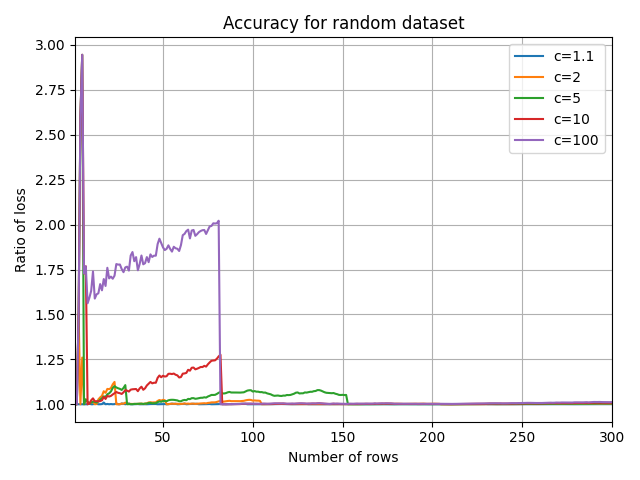 Accuracy for random dataset
Ratio of loss
3.00
2.75
2.50
2.25
2.00
1.75
1.50
1.25
1.00
c=1.1
c=2
c=5
c=10
c=100
50
100
150
200
250
300
Number of rows